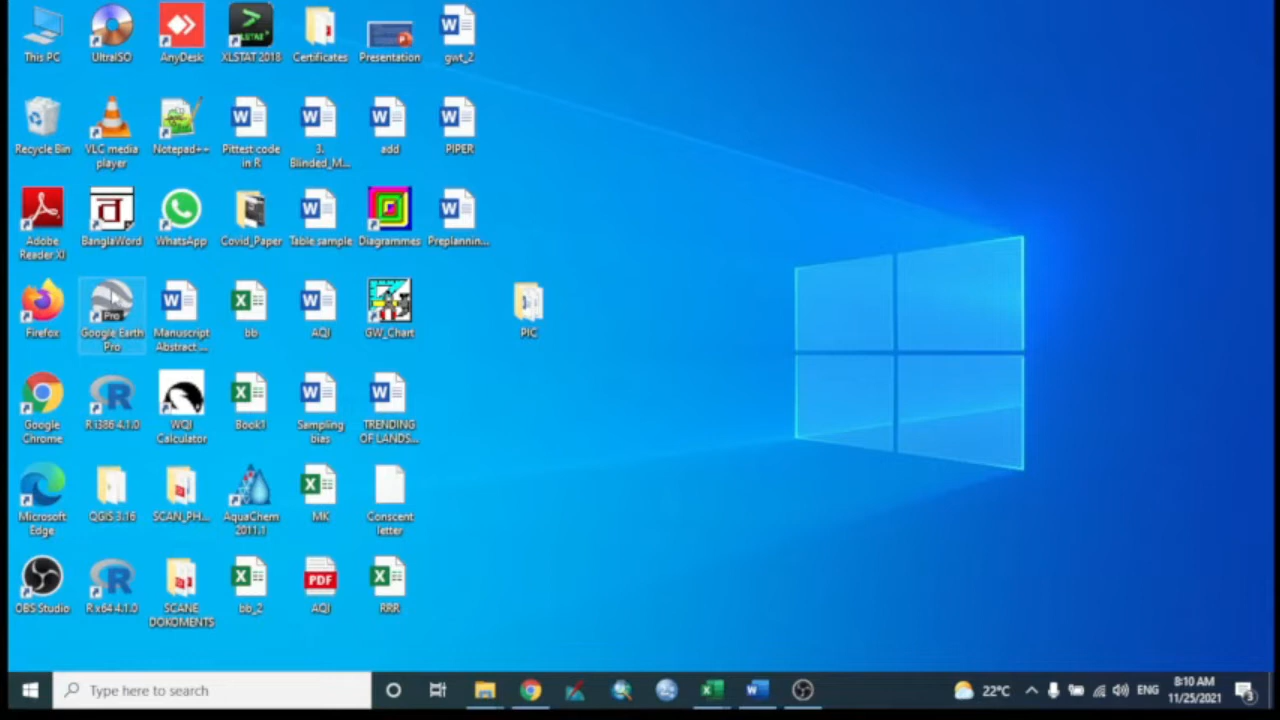 This PC
UltraISO
AnyDesk
XLSTAT 2018
Certificates
Presentation
gwt_2
Recycle Bin
VLC media
player
Notepad++
Pittest code
in R
3.
Blinded_M...
add
PIPER
Adobe
Reader XI
BanglaWord
WhatsApp
Covid_Paper
Table sample
Diagrammes
Preplannin...
Firefox
Pro
Google Earth
Pro
Manuscript
Abstract ...
bb
AQI
GW_Chart
PIC
Google
Chrome
R i386 4.1.0
WQI
Calculator
Book1
Sampling
bias
TRENDING
OF LANDS...
Microsoft
Edge
QGIS 3.16
SCAN_PH...
AquaChem
2011.1
MK
Conscent
letter
OBS Studio
R x64 4.1.0
SCANE
DOKOMENTS
bb_2
PDF
AQI
RRR
Type here to search
22°C
ENG
8:10 AM
11/25/2021
3